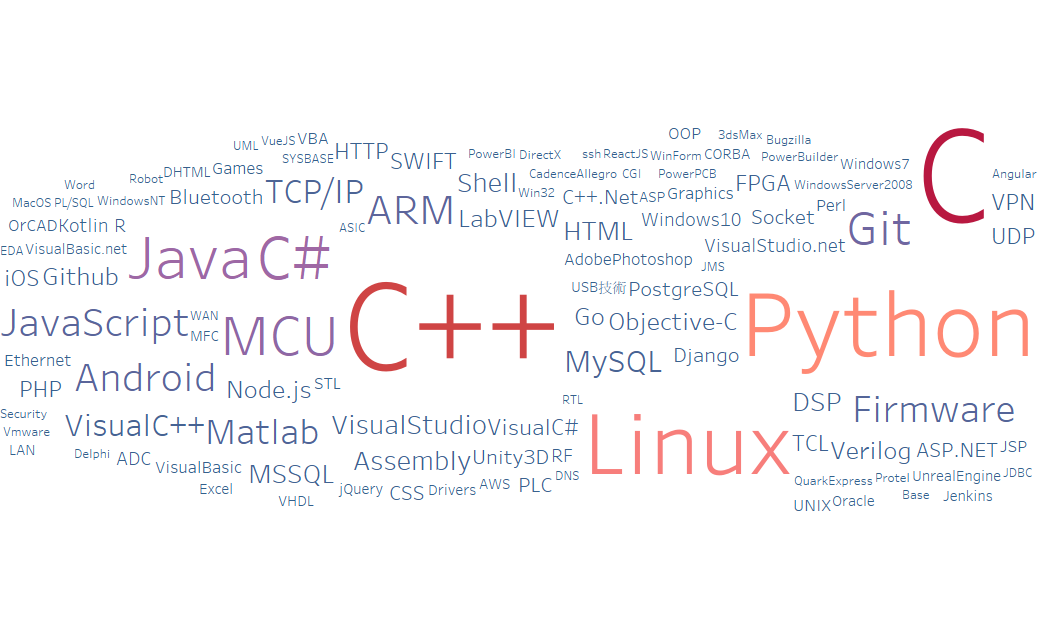 OOP 3dsMax Bugzilla C
UML VueJS VBA
SYSBASE HTTP SWIFT PowerBI DirectX ssh ReactJS WinForm CORBA PowerBuilder Windows7
Word Robot DHTML Games CadenceAllegro CGI PowerPCB Angular
MacOS PL/SQL WindowsNT Bluetooth TCP/IP Shell Win32 C++.Net ASP Graphics FPGA WindowsServer2008
ARM LabVIEW Windows10 Socket Perl VPN
OrCAD Kotlin R ASIC HTML Git UDP
EDA VisualBasic.net Java C# VisualStudio.net
iOS Github AdobePhotoshop JMS
USB技術 PostgreSQL
JavaScript WAN MCU C++ Go Objective-C Python
MFC
Ethernet MySQL Django
PHP Android Node.js STL
Security RTL DSP Firmware
Vmware VisualC++ Matlab VisualStudio VisualC# Linux
LAN Delphi ADC Assembly Unity3D RF TCL Verilog ASP.NET JSP
VisualBasic MSSQL DNS QuarkExpress Protel UnrealEngine JDBC
Excel jQuery CSS Drivers AWS PLC
VHDL UNIX Oracle Base Jenkins